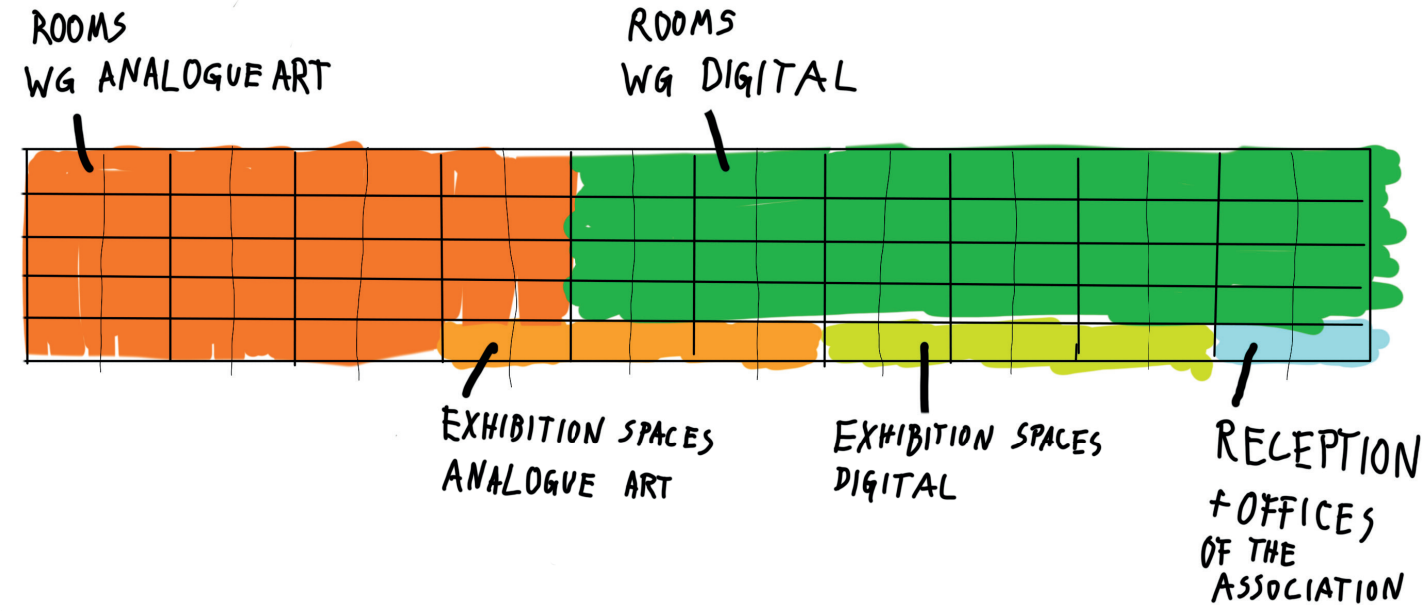 ROOMS
WG ANALOGUE ART
ROOMS
WG DIGITAL
EXHIBITION SPACES
ANALOGUE ART
EXHIBITION SPACES
DIGITAL
RECEPTION
+ OFFICES
OF THE
ASSOCIATION